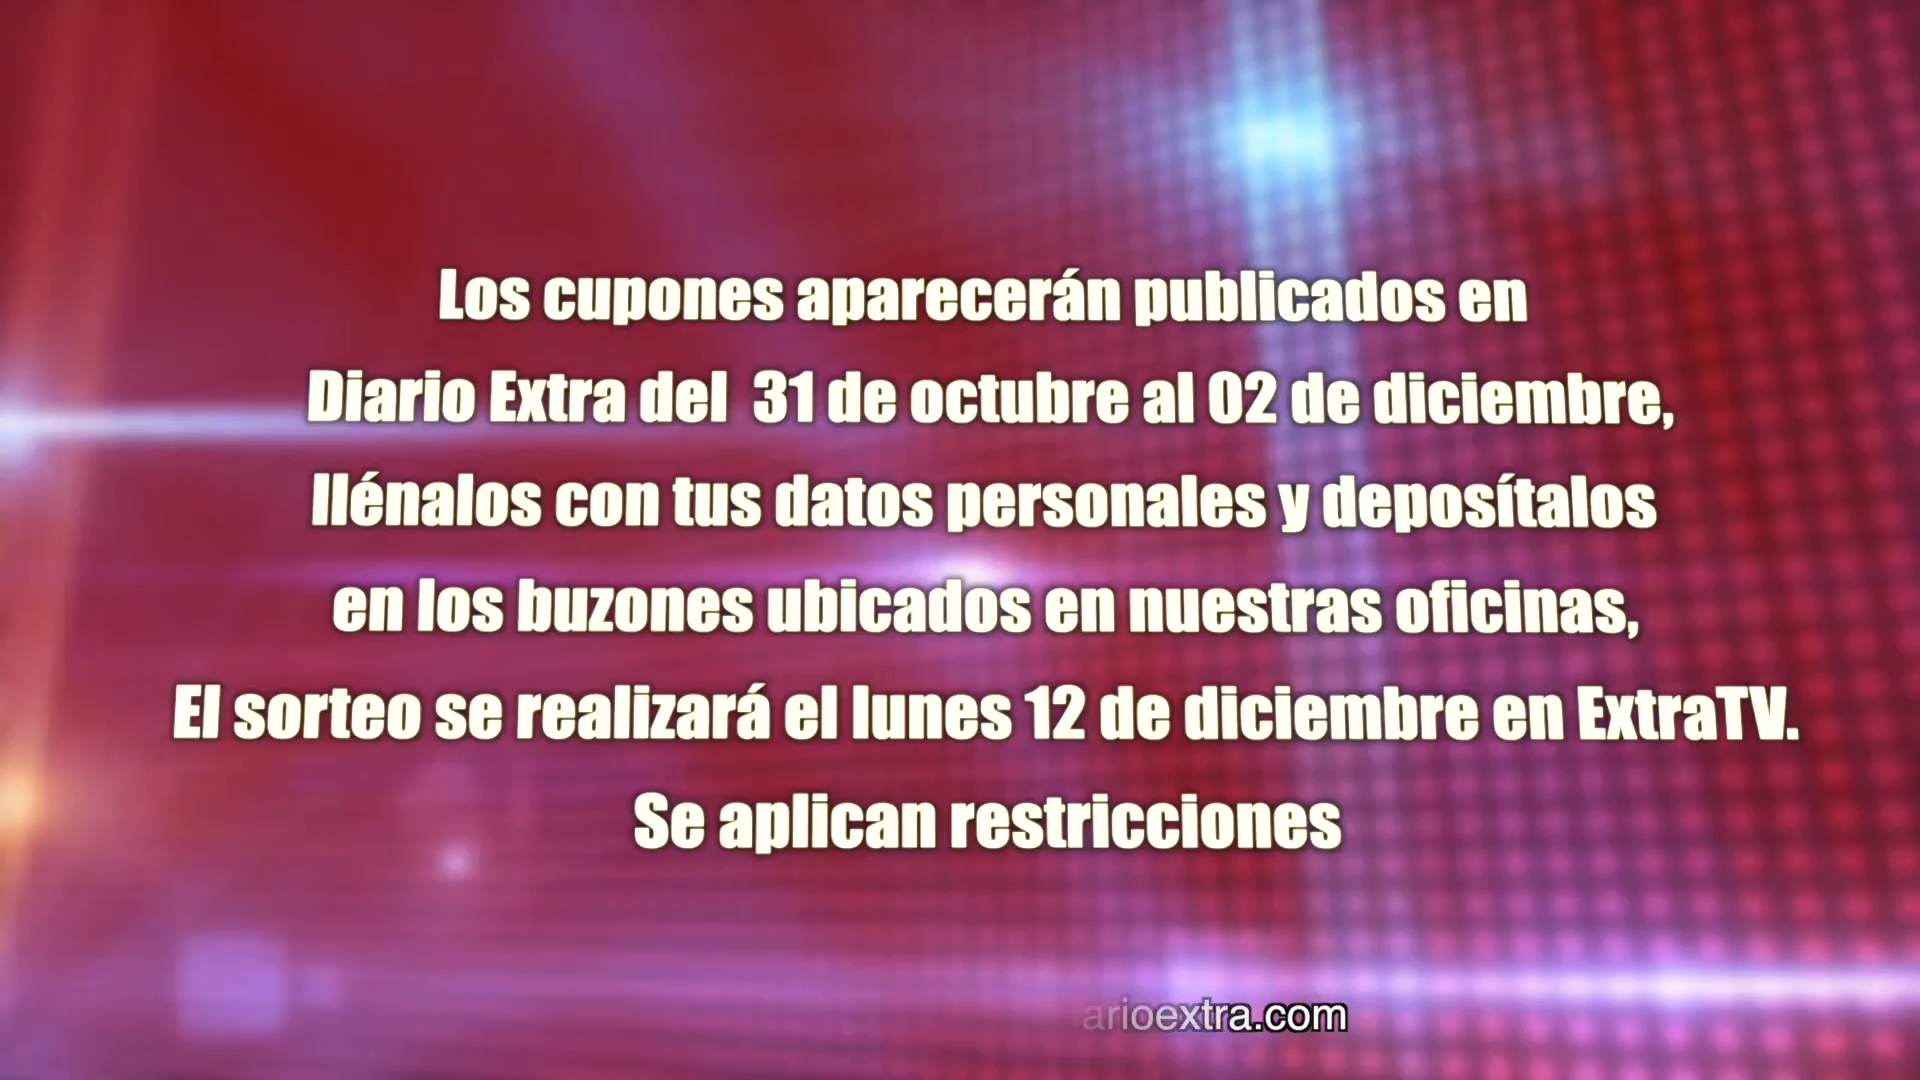 Los cupones aparecerán publicados en
Diario Extra del 31 de octubre al 02 de diciembre,
llénalos con tus datos personales y deposítalos
en los buzones ubicados en nuestras oficinas,
El sorteo se realizará el lunes 12 de diciembre en ExtraTV.
Se aplican restricciones
arioextra.com